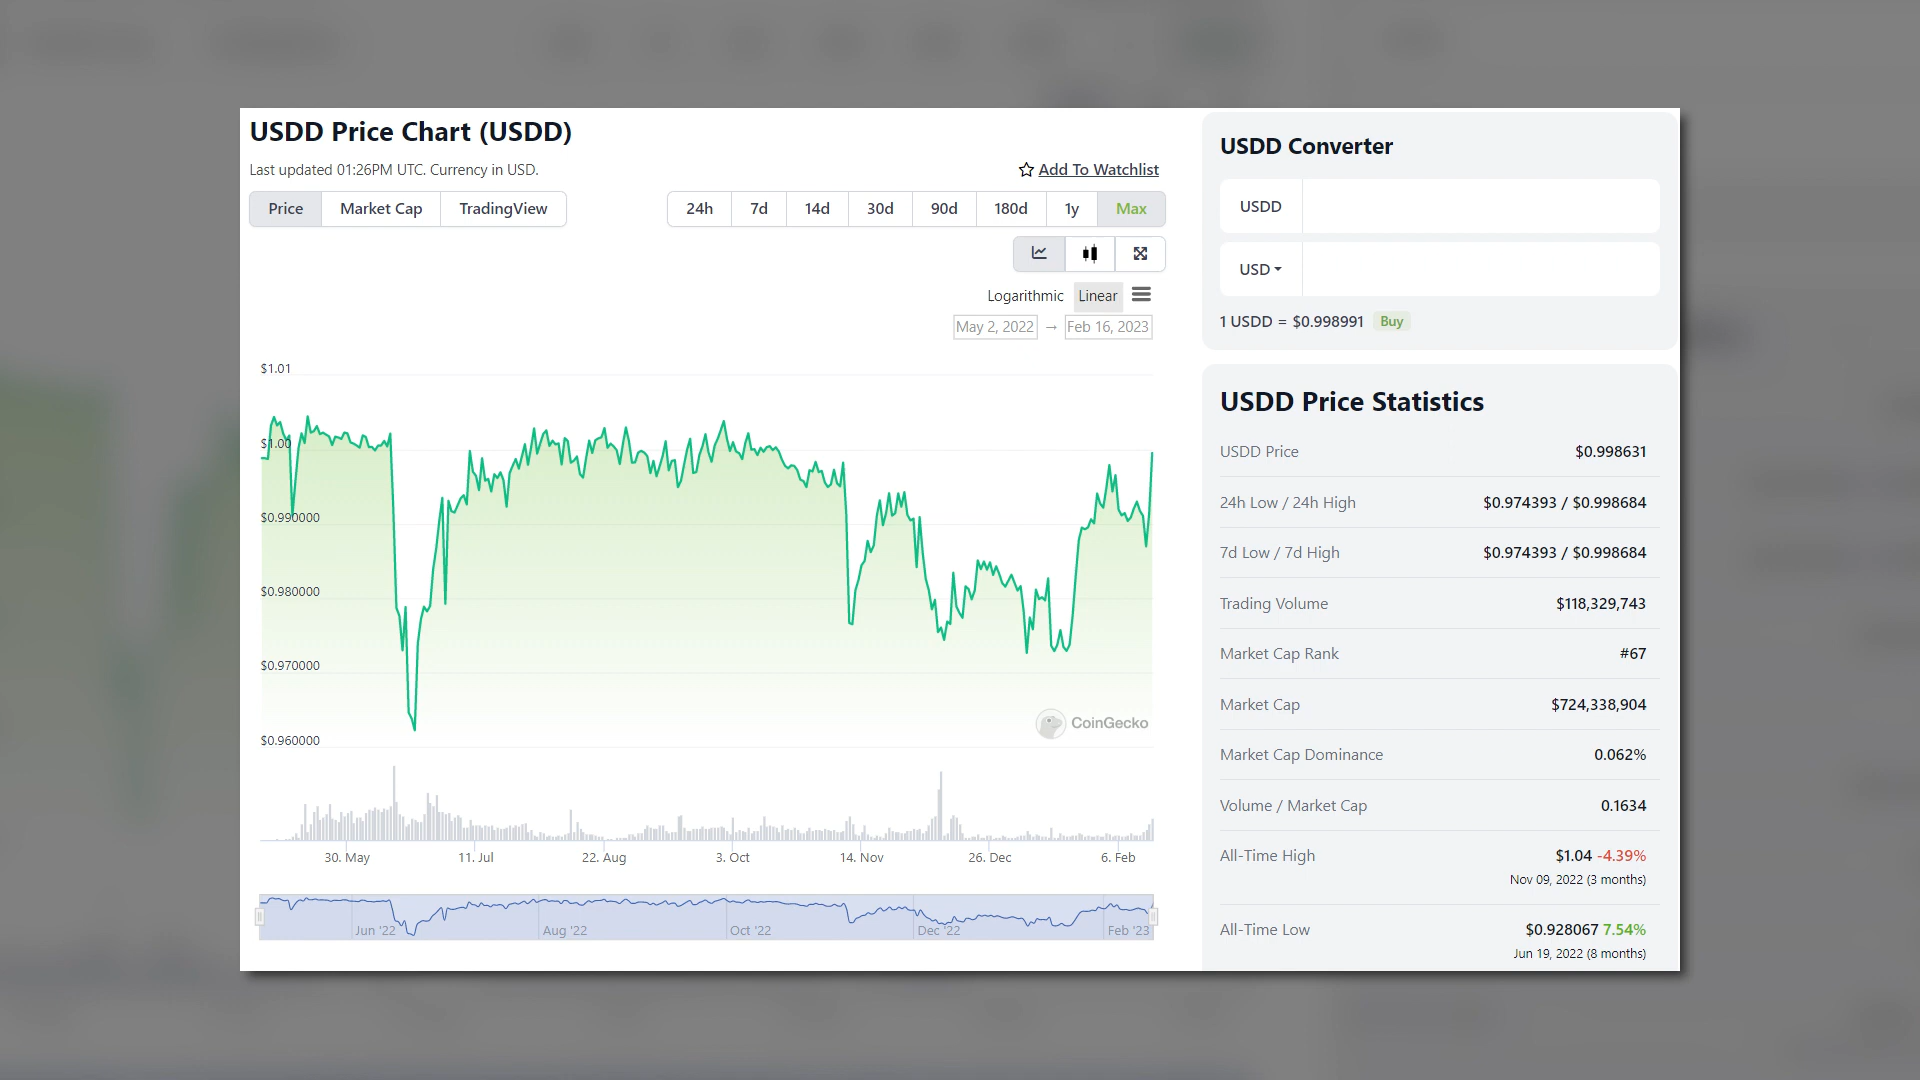 USDD Price Chart (USDD)
Last updated 01:26PM UTC. Currency in USD.
Add To Watchlist
Price Market Cap TradingView
24h 7d 14d 30d 90d 180d 1y Max
Logarithmic Linear
May 2, 2022 → Feb 16, 2023
$1.01
$1.00
$0.990000
$0.980000
$0.970000
$0.960000
CoinGecko
30. May 11. Jul 22. Aug 3. Oct 14. Nov 26. Dec 6. Feb
Jun '22 Aug '22 Oct '22 Dec '22 Feb '23
USDD Converter
USDD
USD
1 USDD = $0.998991 Buy
USDD Price Statistics
USDD Price $0.998631
24h Low / 24h High $0.974393 / $0.998684
7d Low / 7d High $0.974393 / $0.998684
Trading Volume $118,329,743
Market Cap Rank #67
Market Cap $724,338,904
Market Cap Dominance 0.062%
Volume / Market Cap 0.1634
All-Time High $1.04 -4.39%
Nov 09, 2022 (3 months)
All-Time Low $0.928067 7.54%
Jun 19, 2022 (8 months)